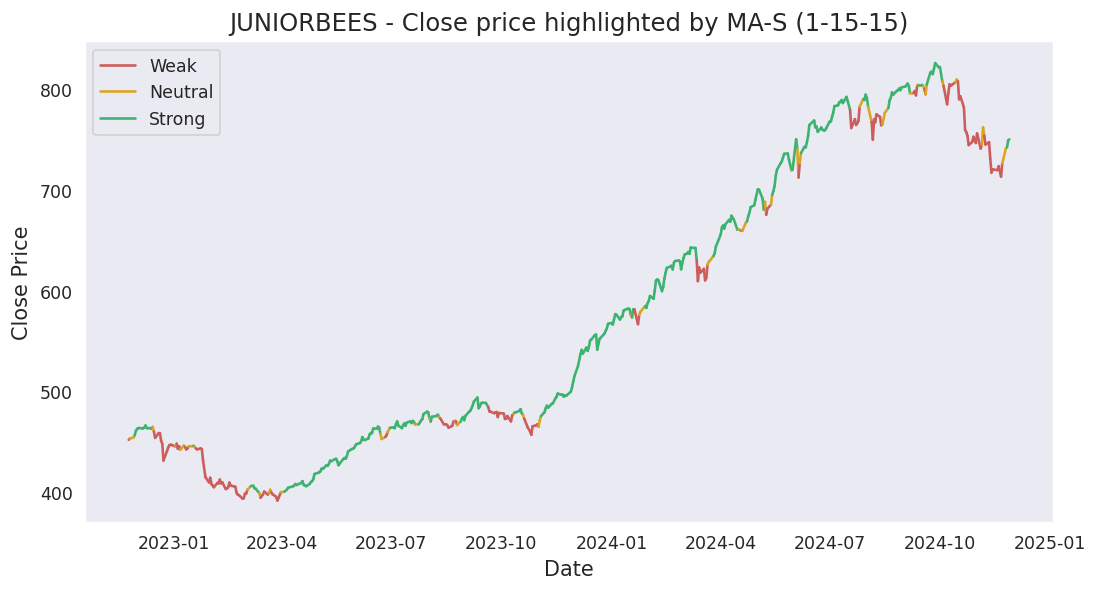 JUNIORBEES - Close price highlighted by MA-S (1-15-15)
Weak
Neutral
Strong
Close Price
800
700
600
500
400
2023-01 2023-04 2023-07 2023-10 2024-01 2024-04 2024-07 2024-10 2025-01
Date